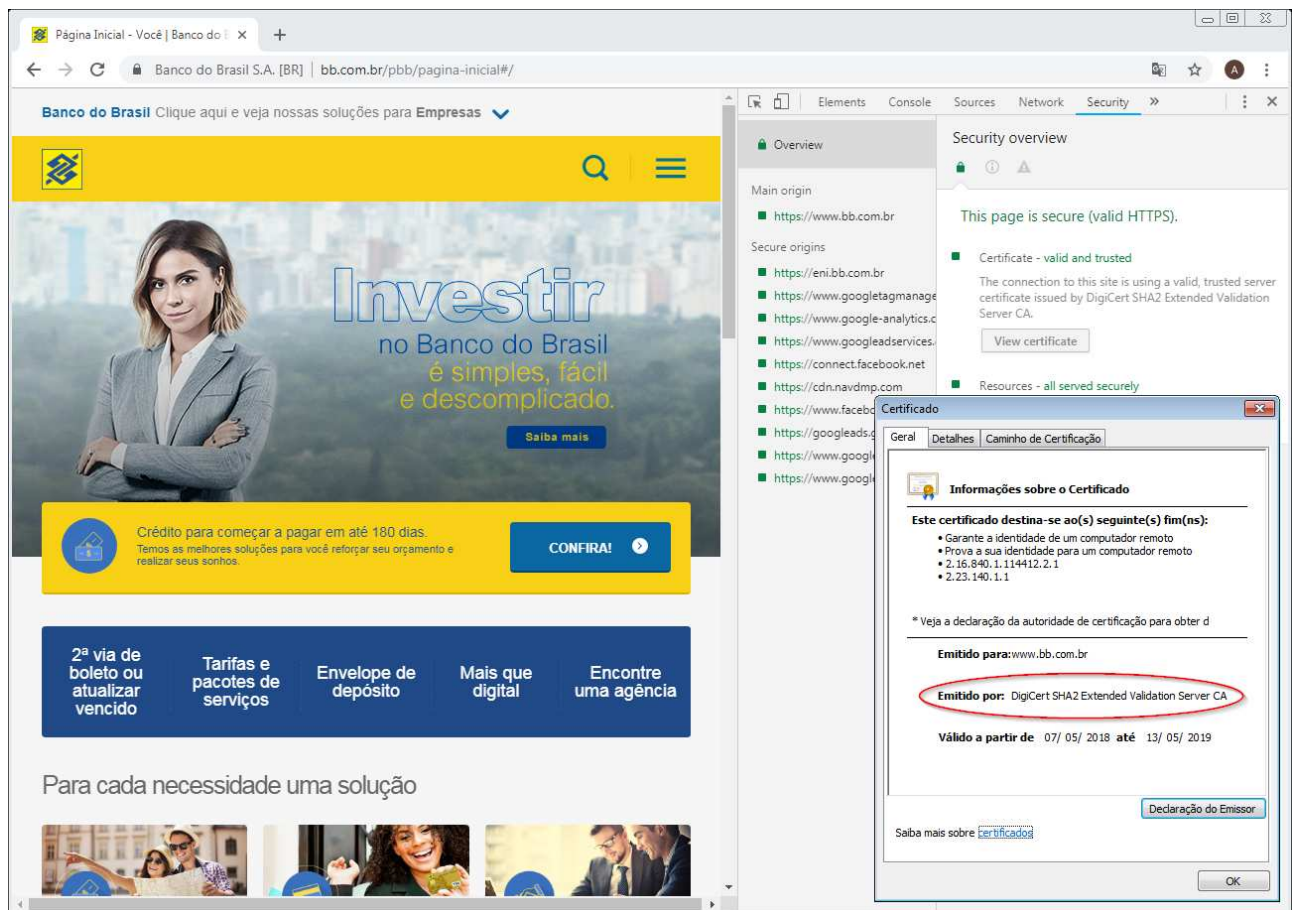 Página Inicial - Você | Banco do
Banco do Brasil S.A. [BR] | bb.com.br/pbb/pagina-inicial#/
A
Banco do Brasil Clique aqui e veja nossas soluções para Empresas
Investir
no Banco do Brasil
é simples, fácil
e descomplicado.
Saiba mais
Crédito para começar a pagar em até 180 dias.
Temos as melhores soluções para você reforçar seu orçamento e
realizar seus sonhos.
CONFIRA!
2ª via de
boleto ou
atualizar
vencido
Tarifas e
pacotes de
serviços
Envelope de
depósito
Mais que
digital
Encontre
uma agência
Para cada necessidade uma solução
Elements Console Sources Network Security »
Overview
Main origin
https://www.bb.com.br
Secure origins
https://eni.bb.com.br
https://www.googletagmanage
https://www.google-analytics.c
https://www.googleadservices.
https://connect.facebook.net
https://cdn.navdmp.com
https://www.facebo
https://googleads.g
https://www.googl
https://www.googl
Security overview
This page is secure (valid HTTPS).
Certificate - valid and trusted
The connection to this site is using a valid, trusted server
certificate issued by DigiCert SHA2 Extended Validation
Server CA.
View certificate
Resources - all served securely
Certificado
Geral Detalhes Caminho de Certificação
Informações sobre o Certificado
Este certificado destina-se ao(s) seguinte(s) fim(ns):
• Garante a identidade de um computador remoto
• Prova a sua identidade para um computador remoto
• 2.16.840.1.114412.2.1
• 2.23.140.1.1
* Veja a declaração da autoridade de certificação para obter d
Emitido para: www.bb.com.br
Emitido por: DigiCert SHA2 Extended Validation Server CA
Válido a partir de 07/ 05/ 2018 até 13/ 05/ 2019
Declaração do Emissor
Saiba mais sobre certificados
OK